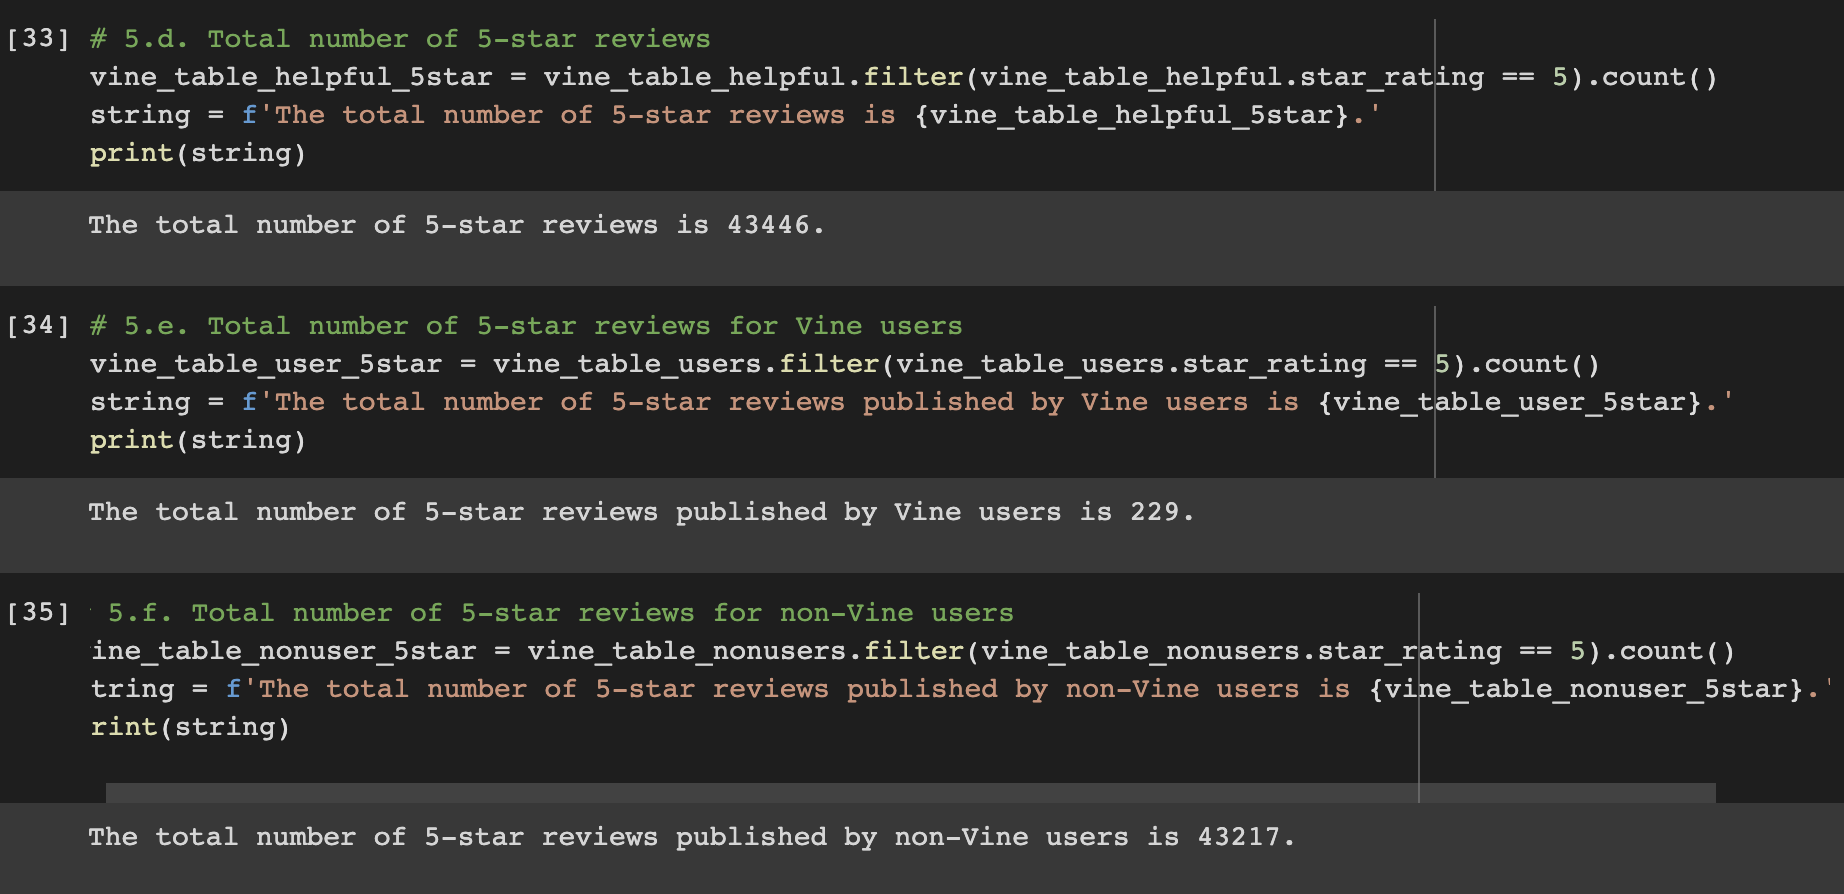 [33] # 5.d. Total number of 5-star reviews
vine_table_helpful_5star = vine_table_helpful.filter(vine_table_helpful.star_rating == 5).count()
string = f'The total number of 5-star reviews is {vine_table_helpful_5star}.'
print(string)
The total number of 5-star reviews is 43446.
[34] # 5.e. Total number of 5-star reviews for Vine users
vine_table_user_5star = vine_table_users.filter(vine_table_users.star_rating == 5).count()
string = f'The total number of 5-star reviews published by Vine users is {vine_table_user_5star}.'
print(string)
The total number of 5-star reviews published by Vine users is 229.
[35] 5.f. Total number of 5-star reviews for non-Vine users
ine_table_nonuser_5star = vine_table_nonusers.filter(vine_table_nonusers.star_rating == 5).count()
tring = f'The total number of 5-star reviews published by non-Vine users is {vine_table_nonuser_5star}.'
rint(string)
The total number of 5-star reviews published by non-Vine users is 43217.